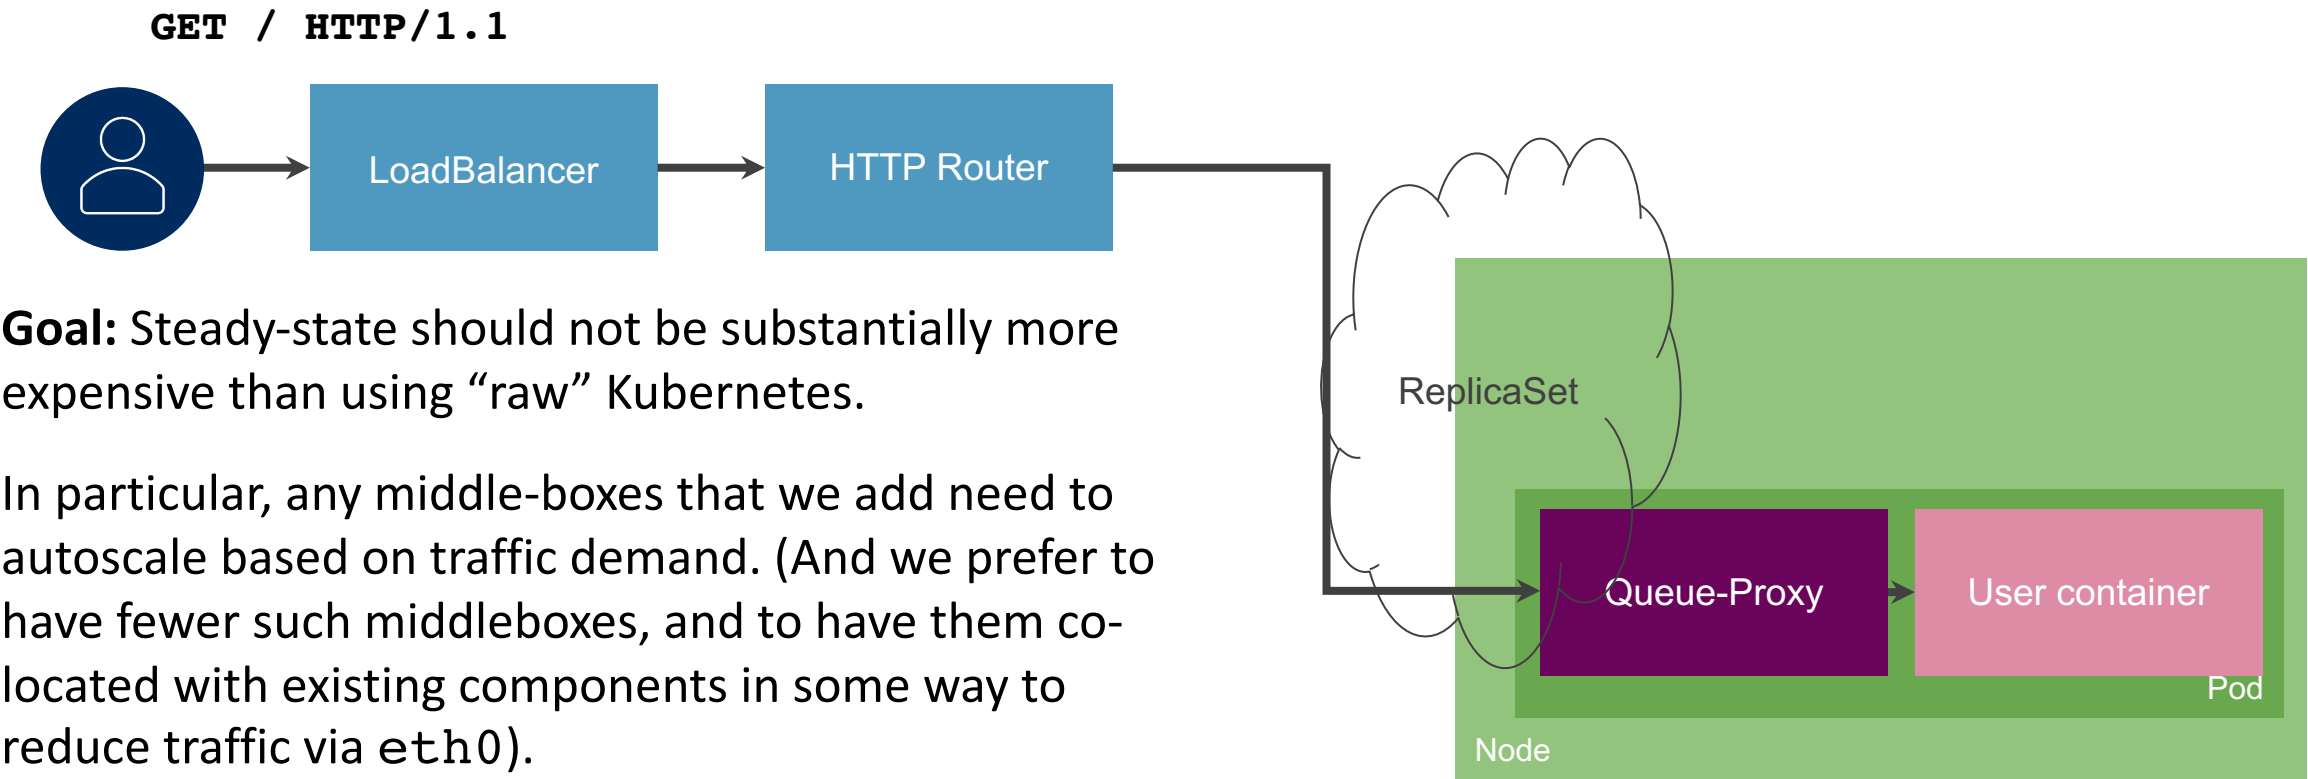 GET / HTTP/1.1
LoadBalancer
HTTP Router
Goal: Steady-state should not be substantially more
expensive than using “raw” Kubernetes.
In particular, any middle-boxes that we add need to
autoscale based on traffic demand. (And we prefer to
have fewer such middleboxes, and to have them co-
located with existing components in some way to
reduce traffic via eth0).
ReplicaSet
Queue-Proxy
User container
Pod
Node